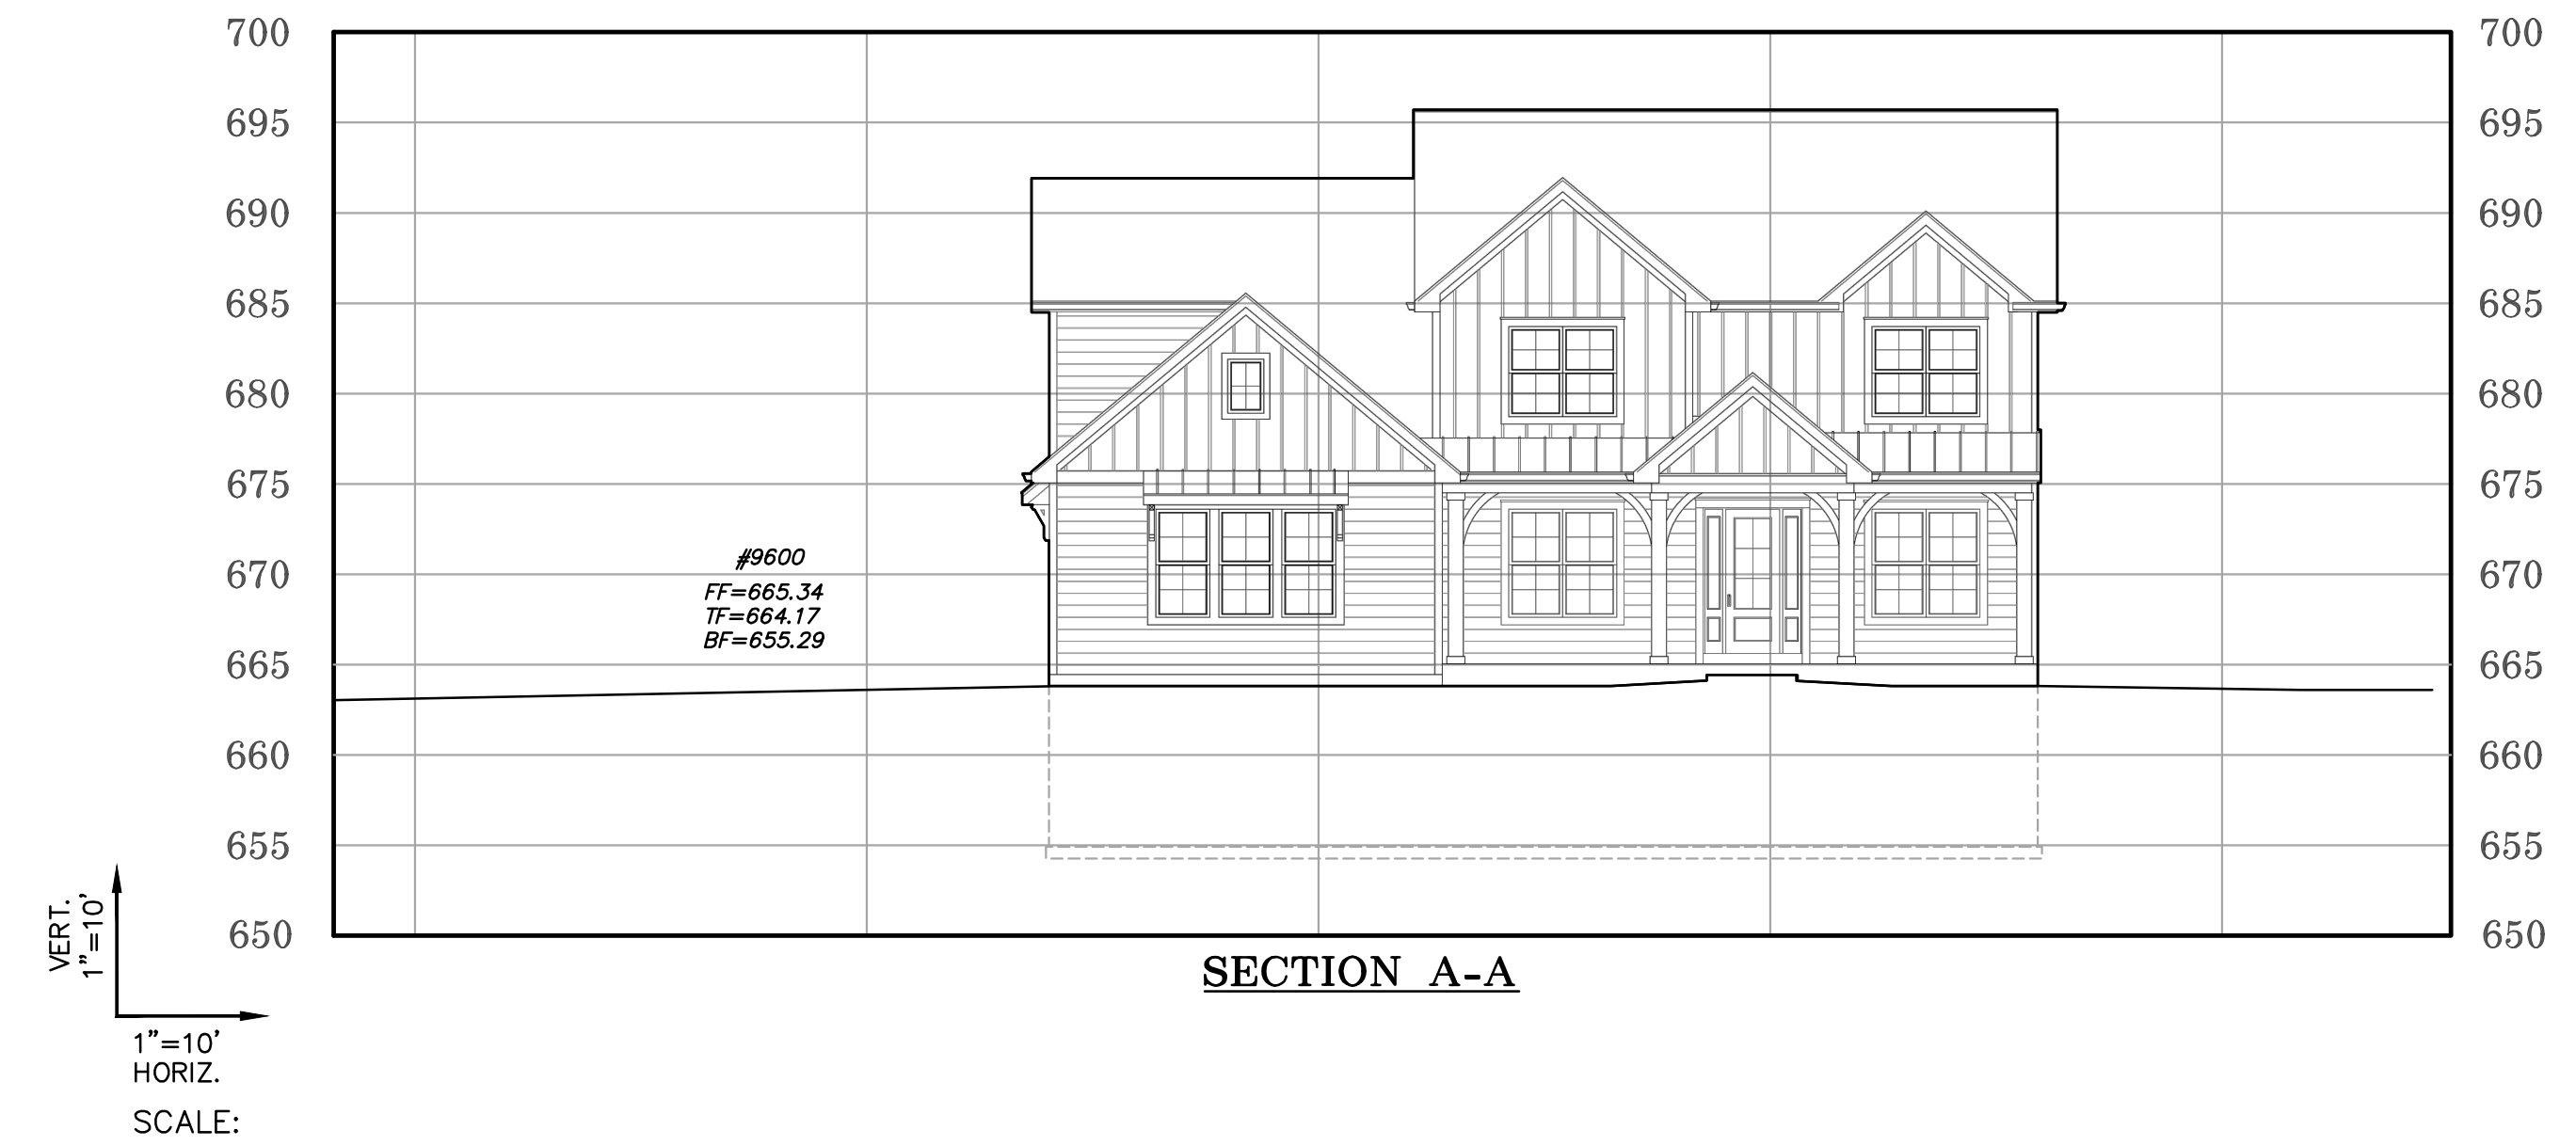 700 700
695 695
690 690
685 685
680 680
675 675
#9600
670 670
FF=665.34
TF=664.17
BF=655.29
665 665
660 660
655 655
650 650
SECTION A-A
VERT.
1"=10'
1"=10'
HORIZ.
SCALE: